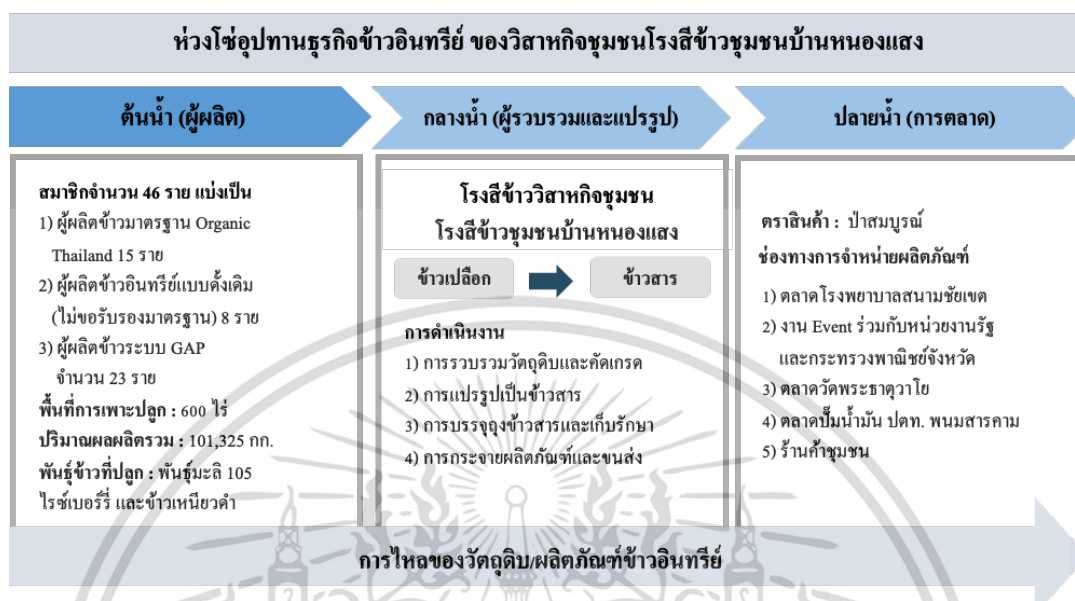 ห่วงโซ่อุปทานธุรกิจข้าวอินทรีย์ ของวิสาหกิจชุมชนโรงสีข้าวชุมชนบ้านหนองแสง
ต้นน้ำ (ผู้ผลิต)
กลางน้ำ (ผู้รวบรวมและแปรรูป)
ปลายน้ำ (การตลาด)
สมาชิกจำนวน 46 ราย แบ่งเป็น
1) ผู้ผลิตข้าวมาตรฐาน Organic
Thailand 15 ราย
2) ผู้ผลิตข้าวอินทรีย์แบบดั้งเดิม
(ไม่ขอรับรองมาตรฐาน) 8 ราย
3) ผู้ผลิตข้าวระบบ GAP
จำนวน 23 ราย
พื้นที่การเพาะปลูก : 600 ไร่
ปริมาณผลผลิตรวม : 101,325 กก.
พันธุ์ข้าวที่ปลูก : พันธุ์มะลิ 105
ไรซ์เบอร์รี่ และข้าวเหนียวดำ
โรงสีข้าววิสาหกิจชุมชน
โรงสีข้าวชุมชนบ้านหนองแสง
ข้าวเปลือก
ข้าวสาร
การดำเนินงาน
1) การรวบรวมวัตถุดิบและคัดเกรด
2) การแปรรูปเป็นข้าวสาร
3) การบรรจุถุงข้าวสารและเก็บรักษา
4) การกระจายผลิตภัณฑ์และขนส่ง
ตราสินค้า : ป่าสมบูรณ์
ช่องทางการจำหน่ายผลิตภัณฑ์
1) ตลาดโรงพยาบาลสนามชัยเขต
2) งาน Event ร่วมกับหน่วยงานรัฐ
และกระทรวงพาณิชย์จังหวัด
3) ตลาดวัดพระธาตุวาโย
4) ตลาดปั๊มน้ำมัน ปตท. พนมสารคาม
5) ร้านค้าชุมชน
การไหลของวัตถุดิบ/ผลิตภัณฑ์ข้าวอินทรีย์